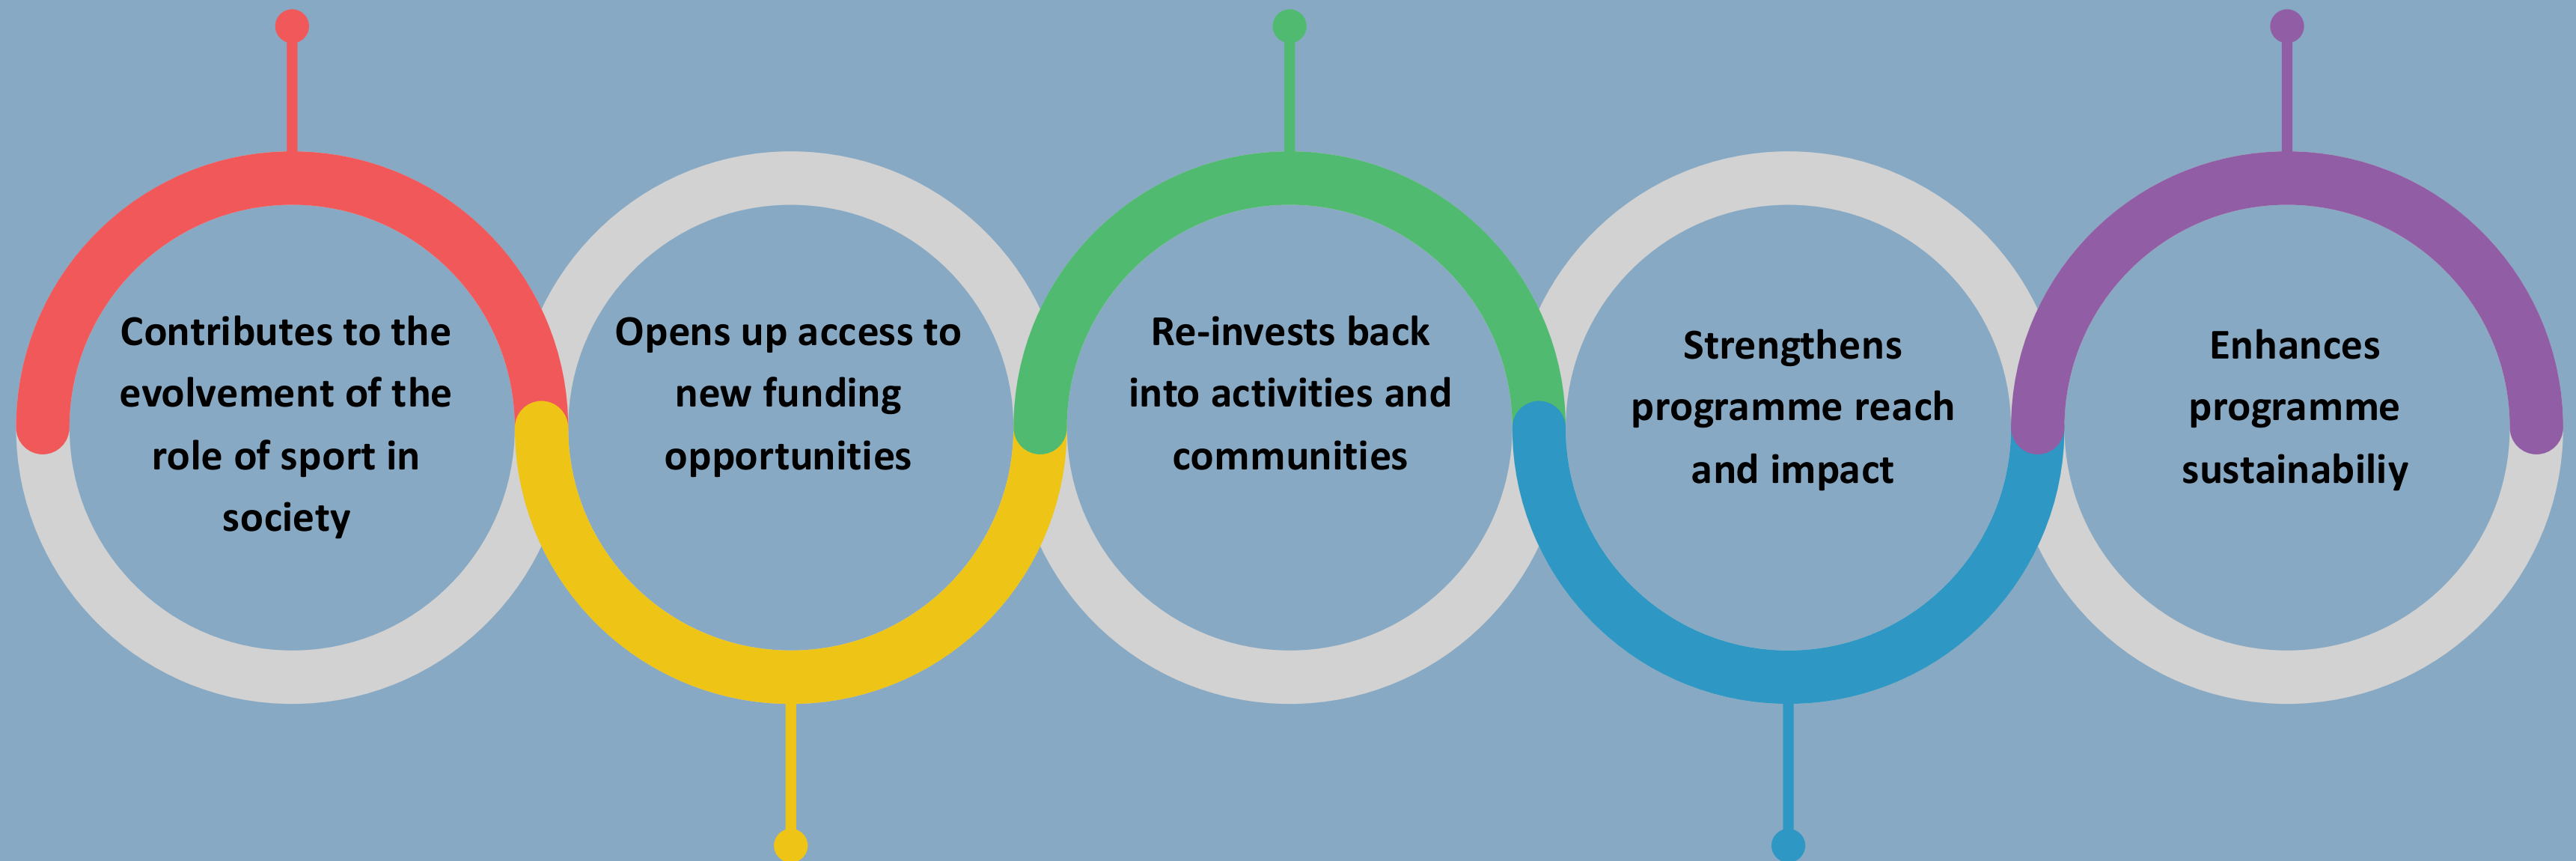 Contributes to the
evolvement of the
role of sport in
society
Opens up access to
new funding
opportunities
Re-invests back
into activities and
communities
Strengthens
programme reach
and impact
Enhances
programme
sustainabiliy